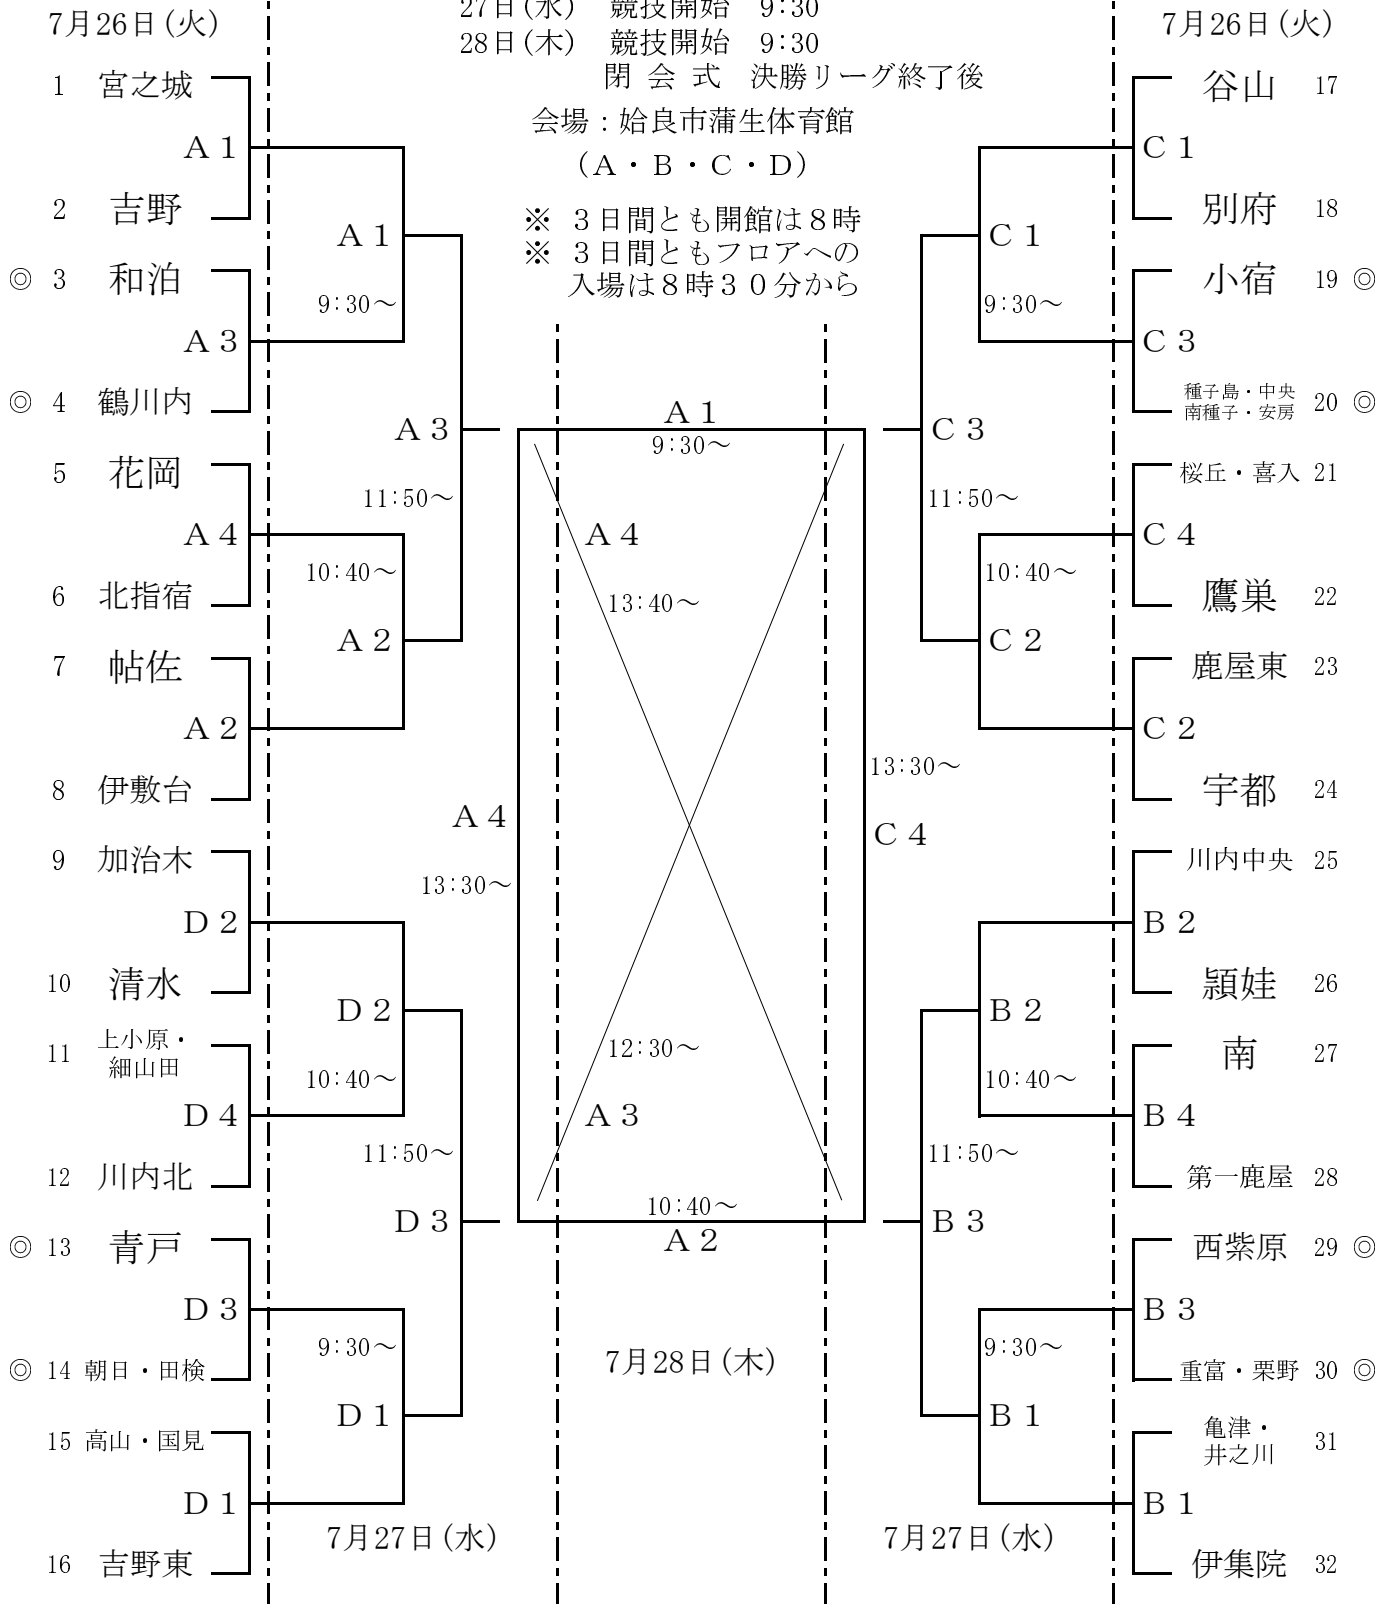 27日(水) 競技開始 9:30
28日(木) 競技開始 9:30
閉 会 式 決勝リーグ終了後
会場：姶良市蒲生体育館
（A・B・C・D）
※ 3日間とも開館は8時
※ 3日間ともフロアへの
入場は8時30分から
7月26日(火)
1 宮之城
A1
2 吉野
◎ 3 和泊
A3
◎ 4 鶴川内
5 花岡
A4
6 北指宿
7 帖佐
A2
8 伊敷台
9 加治木
D2
10 清水
11 上小原・
細山田
D4
12 川内北
◎ 13 青戸
D3
◎ 14 朝日・田検
15 高山・国見
D1
16 吉野東
A1
9:30～
A3
11:50～
10:40～
A2
D2
10:40～
11:50～
D3
9:30～
D1
7月27日(水)
A1
9:30～
A4
13:40～
A4
13:30～
13:30～
C4
12:30～
A3
10:40～
A2
7月28日(木)
C1
9:30～
C3
11:50～
10:40～
C2
B2
10:40～
11:50～
B3
9:30～
B1
7月27日(水)
7月26日(火)
谷山 17
C1
別府 18
小宿 19 ◎
C3
種子島・中央
南種子・安房 20 ◎
桜丘・喜入 21
C4
鷹巣 22
鹿屋東 23
C2
宇都 24
川内中央 25
B2
頴娃 26
南 27
B4
第一鹿屋 28
西紫原 29 ◎
B3
重富・栗野 30 ◎
亀津・
井之川 31
B1
伊集院 32